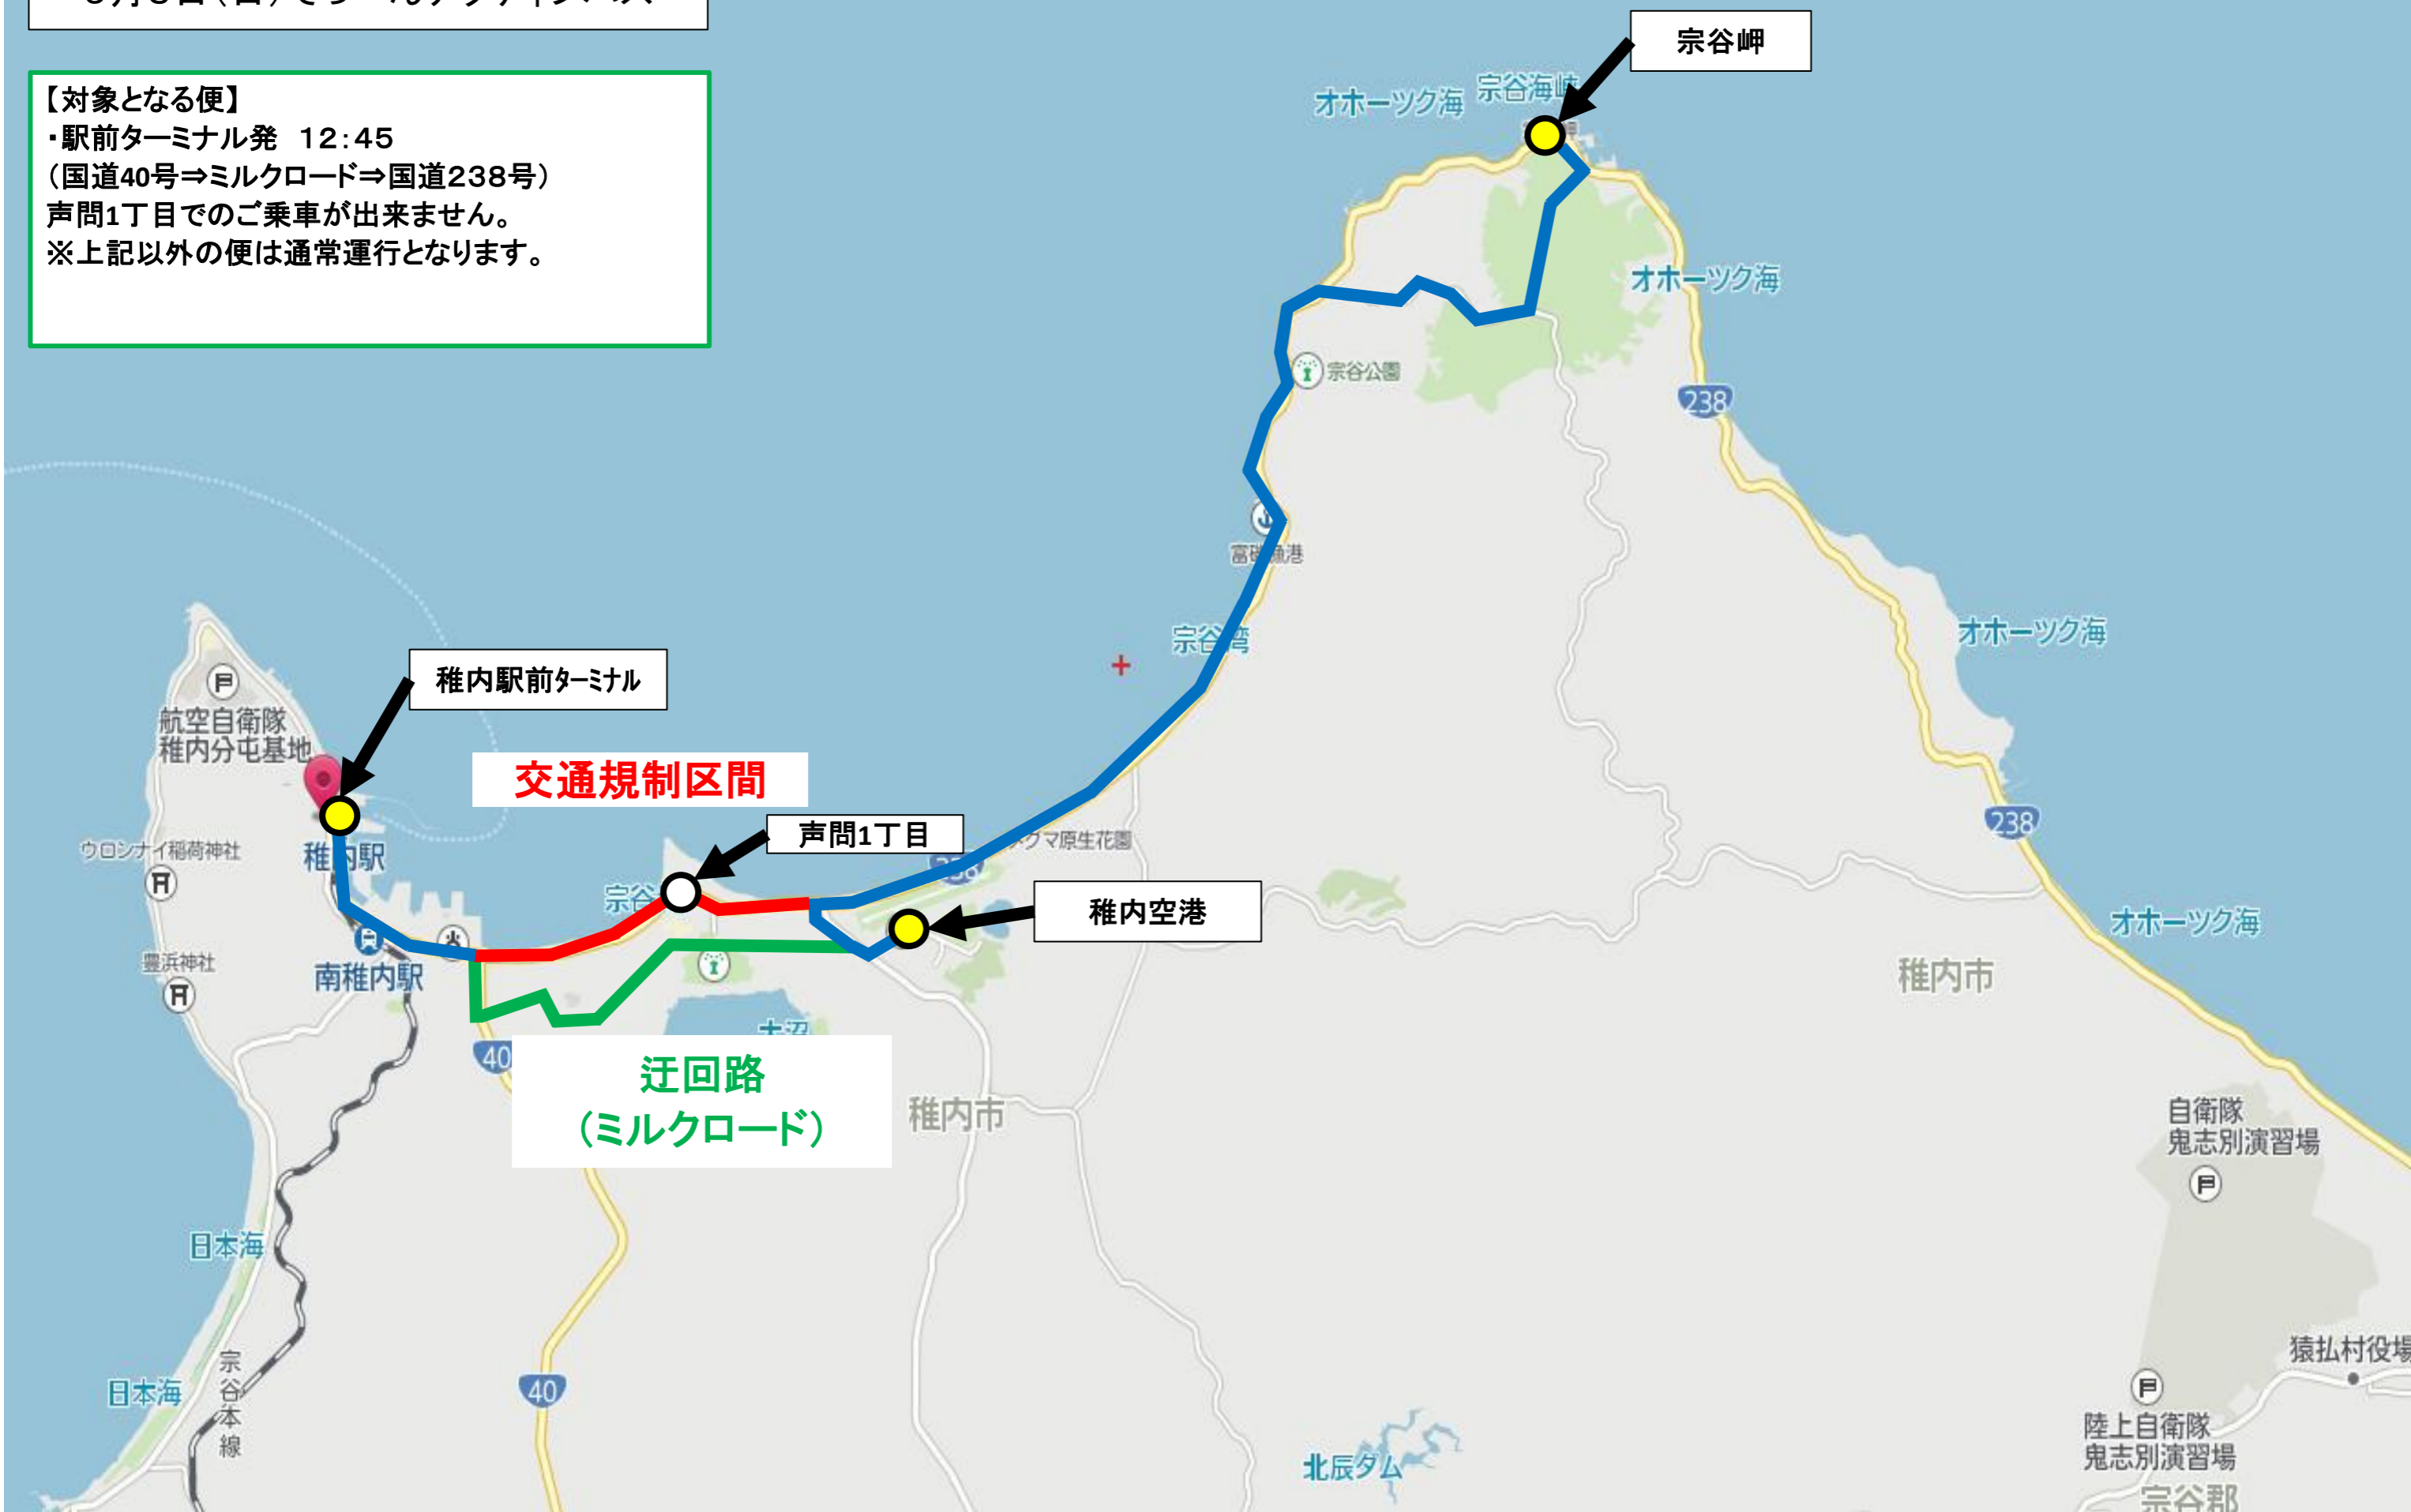 【対象となる便】
・駅前ターミナル発　12:45
（国道40号⇒ミルクロード⇒国道238号）
声問1丁目でのご乗車が出来ません。
※上記以外の便は通常運行となります。
宗谷岬
オホーツク海
宗谷海峡
オホーツク海
宗谷公園
238
宗谷湾
オホーツク海
稚内駅前ターミナル
航空自衛隊
稚内分屯基地
交通規制区間
声問1丁目
238
ウロンナイ稲荷神社
稚内駅
宗谷
238
稚内空港
オホーツク海
豊浜神社
南稚内駅
稚内市
大沼
40
迂回路
（ミルクロード）
稚内市
自衛隊
鬼志別演習場
日本海
猿払村役場
日本海
宗谷本線
40
陸上自衛隊
鬼志別演習場
北辰ダム
宗谷郡